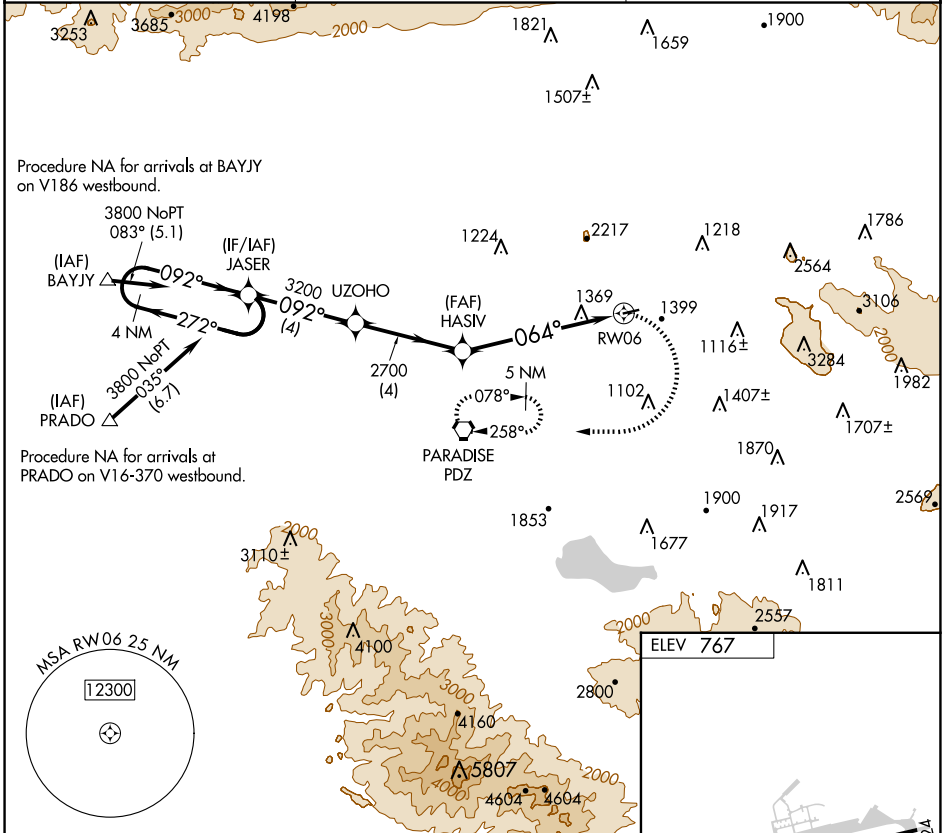 3253
3685
3000
4198
2000
1821
1659
1900
1507±
Procedure NA for arrivals at BAYJY
on V186 westbound.
3800 NoPT
083° (5.1)
(IAF)
BAYJY
092°
(IF/IAF)
JASER
3200
092°
(4)
UZOHO
272°
4 NM
3800 NoPT
035°
(6.7)
(IAF)
PRADO
2700
(4)
(FAF)
HASIV
064°
1224
2217
1218
1786
2564
1369
RW06
1399
3106
1116±
3284
1982
5 NM
078°
258°
PARADISE
PDZ
1102
1407±
1707±
1870
Procedure NA for arrivals at
PRADO on V16-370 westbound.
1853
1900
1917
2569
1677
1811
2000
3110±
3000
4100
2000
2557
2800
3000
4160
5807
4000
2000
4604
4604
MSA RW06 25 NM
12300
ELEV 767
24